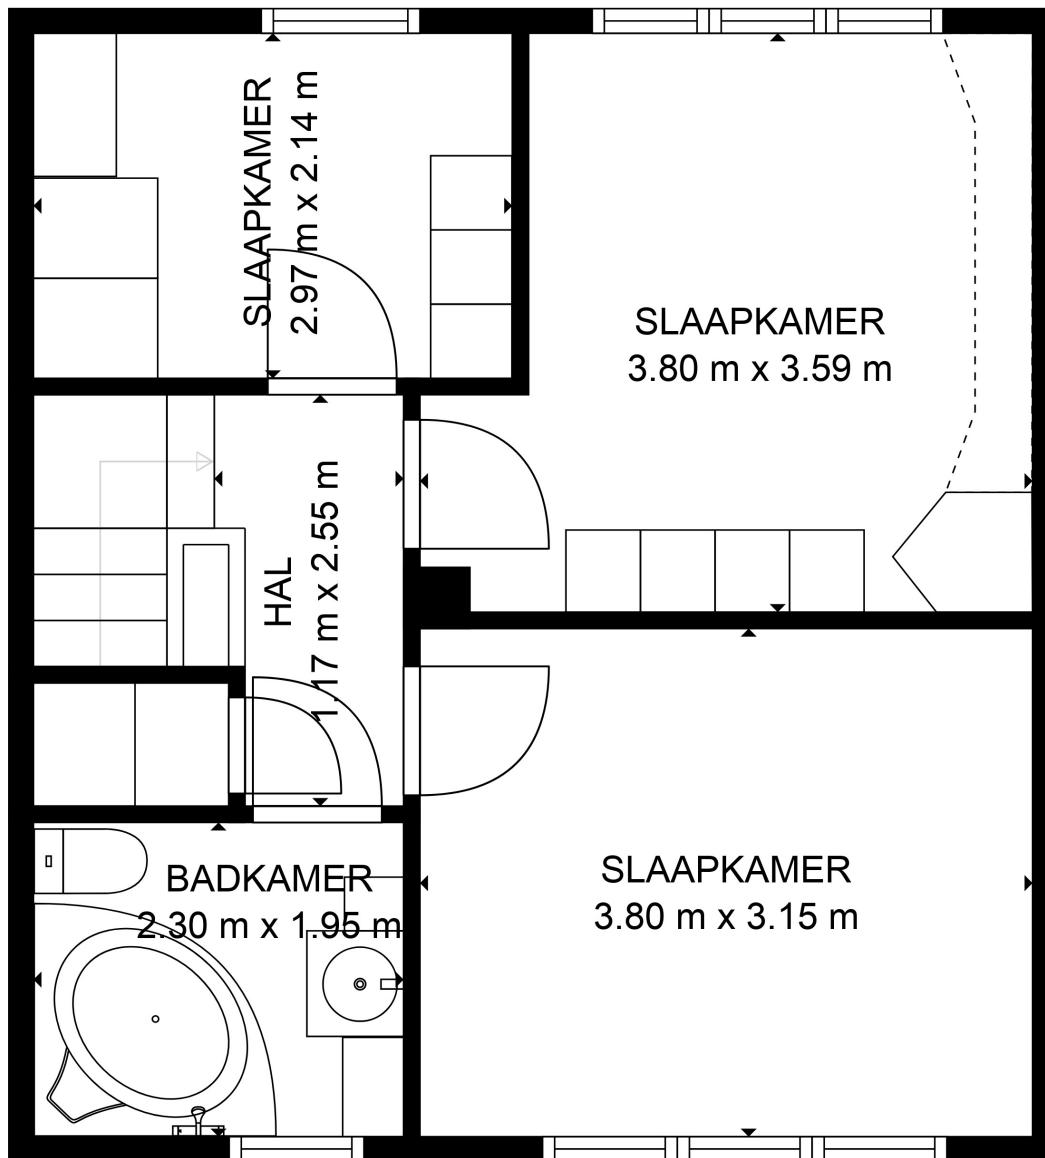 SLAAPKAMER
2.97 m x 2.14 m
SLAAPKAMER
3.80 m x 3.59 m
HAL
1.17 m x 2.55 m
BADKAMER
2.30 m x 1.95 m
SLAAPKAMER
3.80 m x 3.15 m